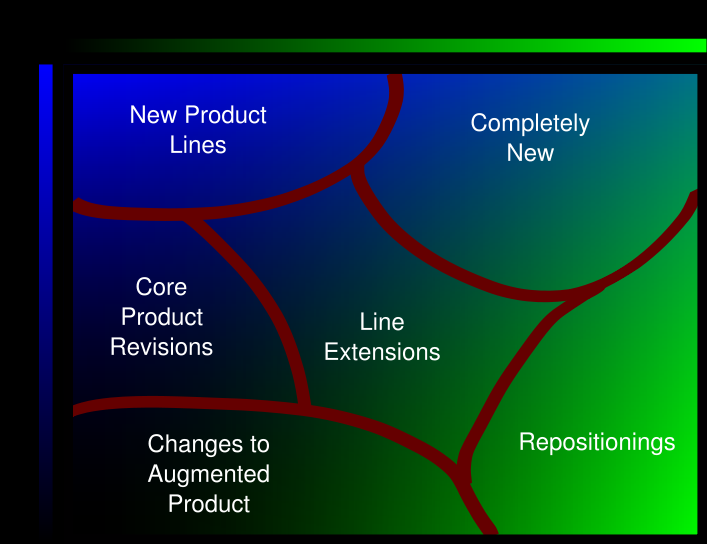 New Product
Lines
Completely
New
Core
Product
Revisions
Line
Extensions
Changes to
Augmented
Product
Repositionings